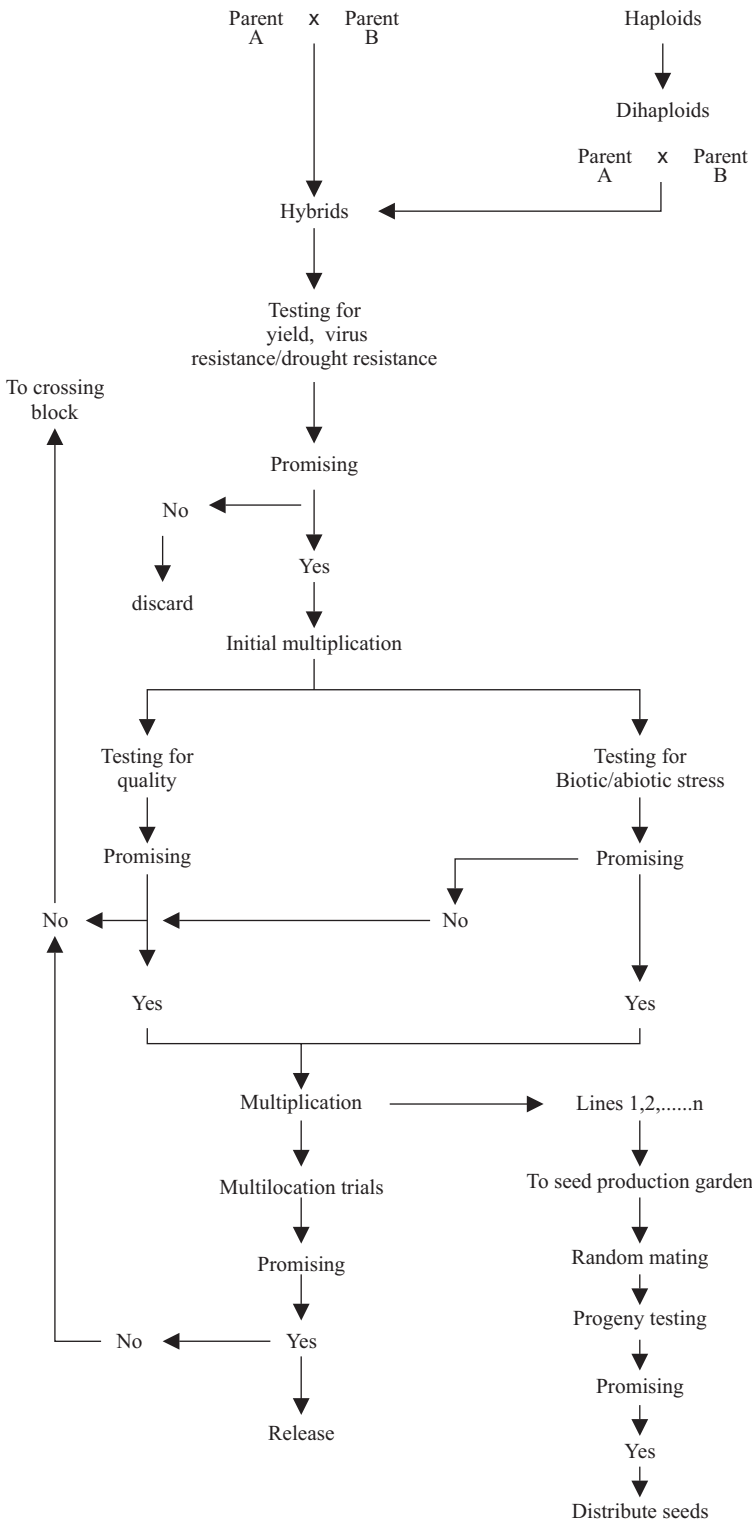 Parent x Parent
A B
Haploids
Dihaploids
Parent x Parent
A B
Hybrids
Testing for
yield, virus
resistance/drought resistance
To crossing
block
Promising
No
Yes
discard
Initial multiplication
Testing for
quality
Testing for
Biotic/abiotic stress
Promising
Promising
No
No
Yes
Yes
Multiplication
Lines 1,2,......n
Multilocation trials
To seed production garden
Promising
Random mating
No
Yes
Progeny testing
Release
Promising
Yes
Distribute seeds